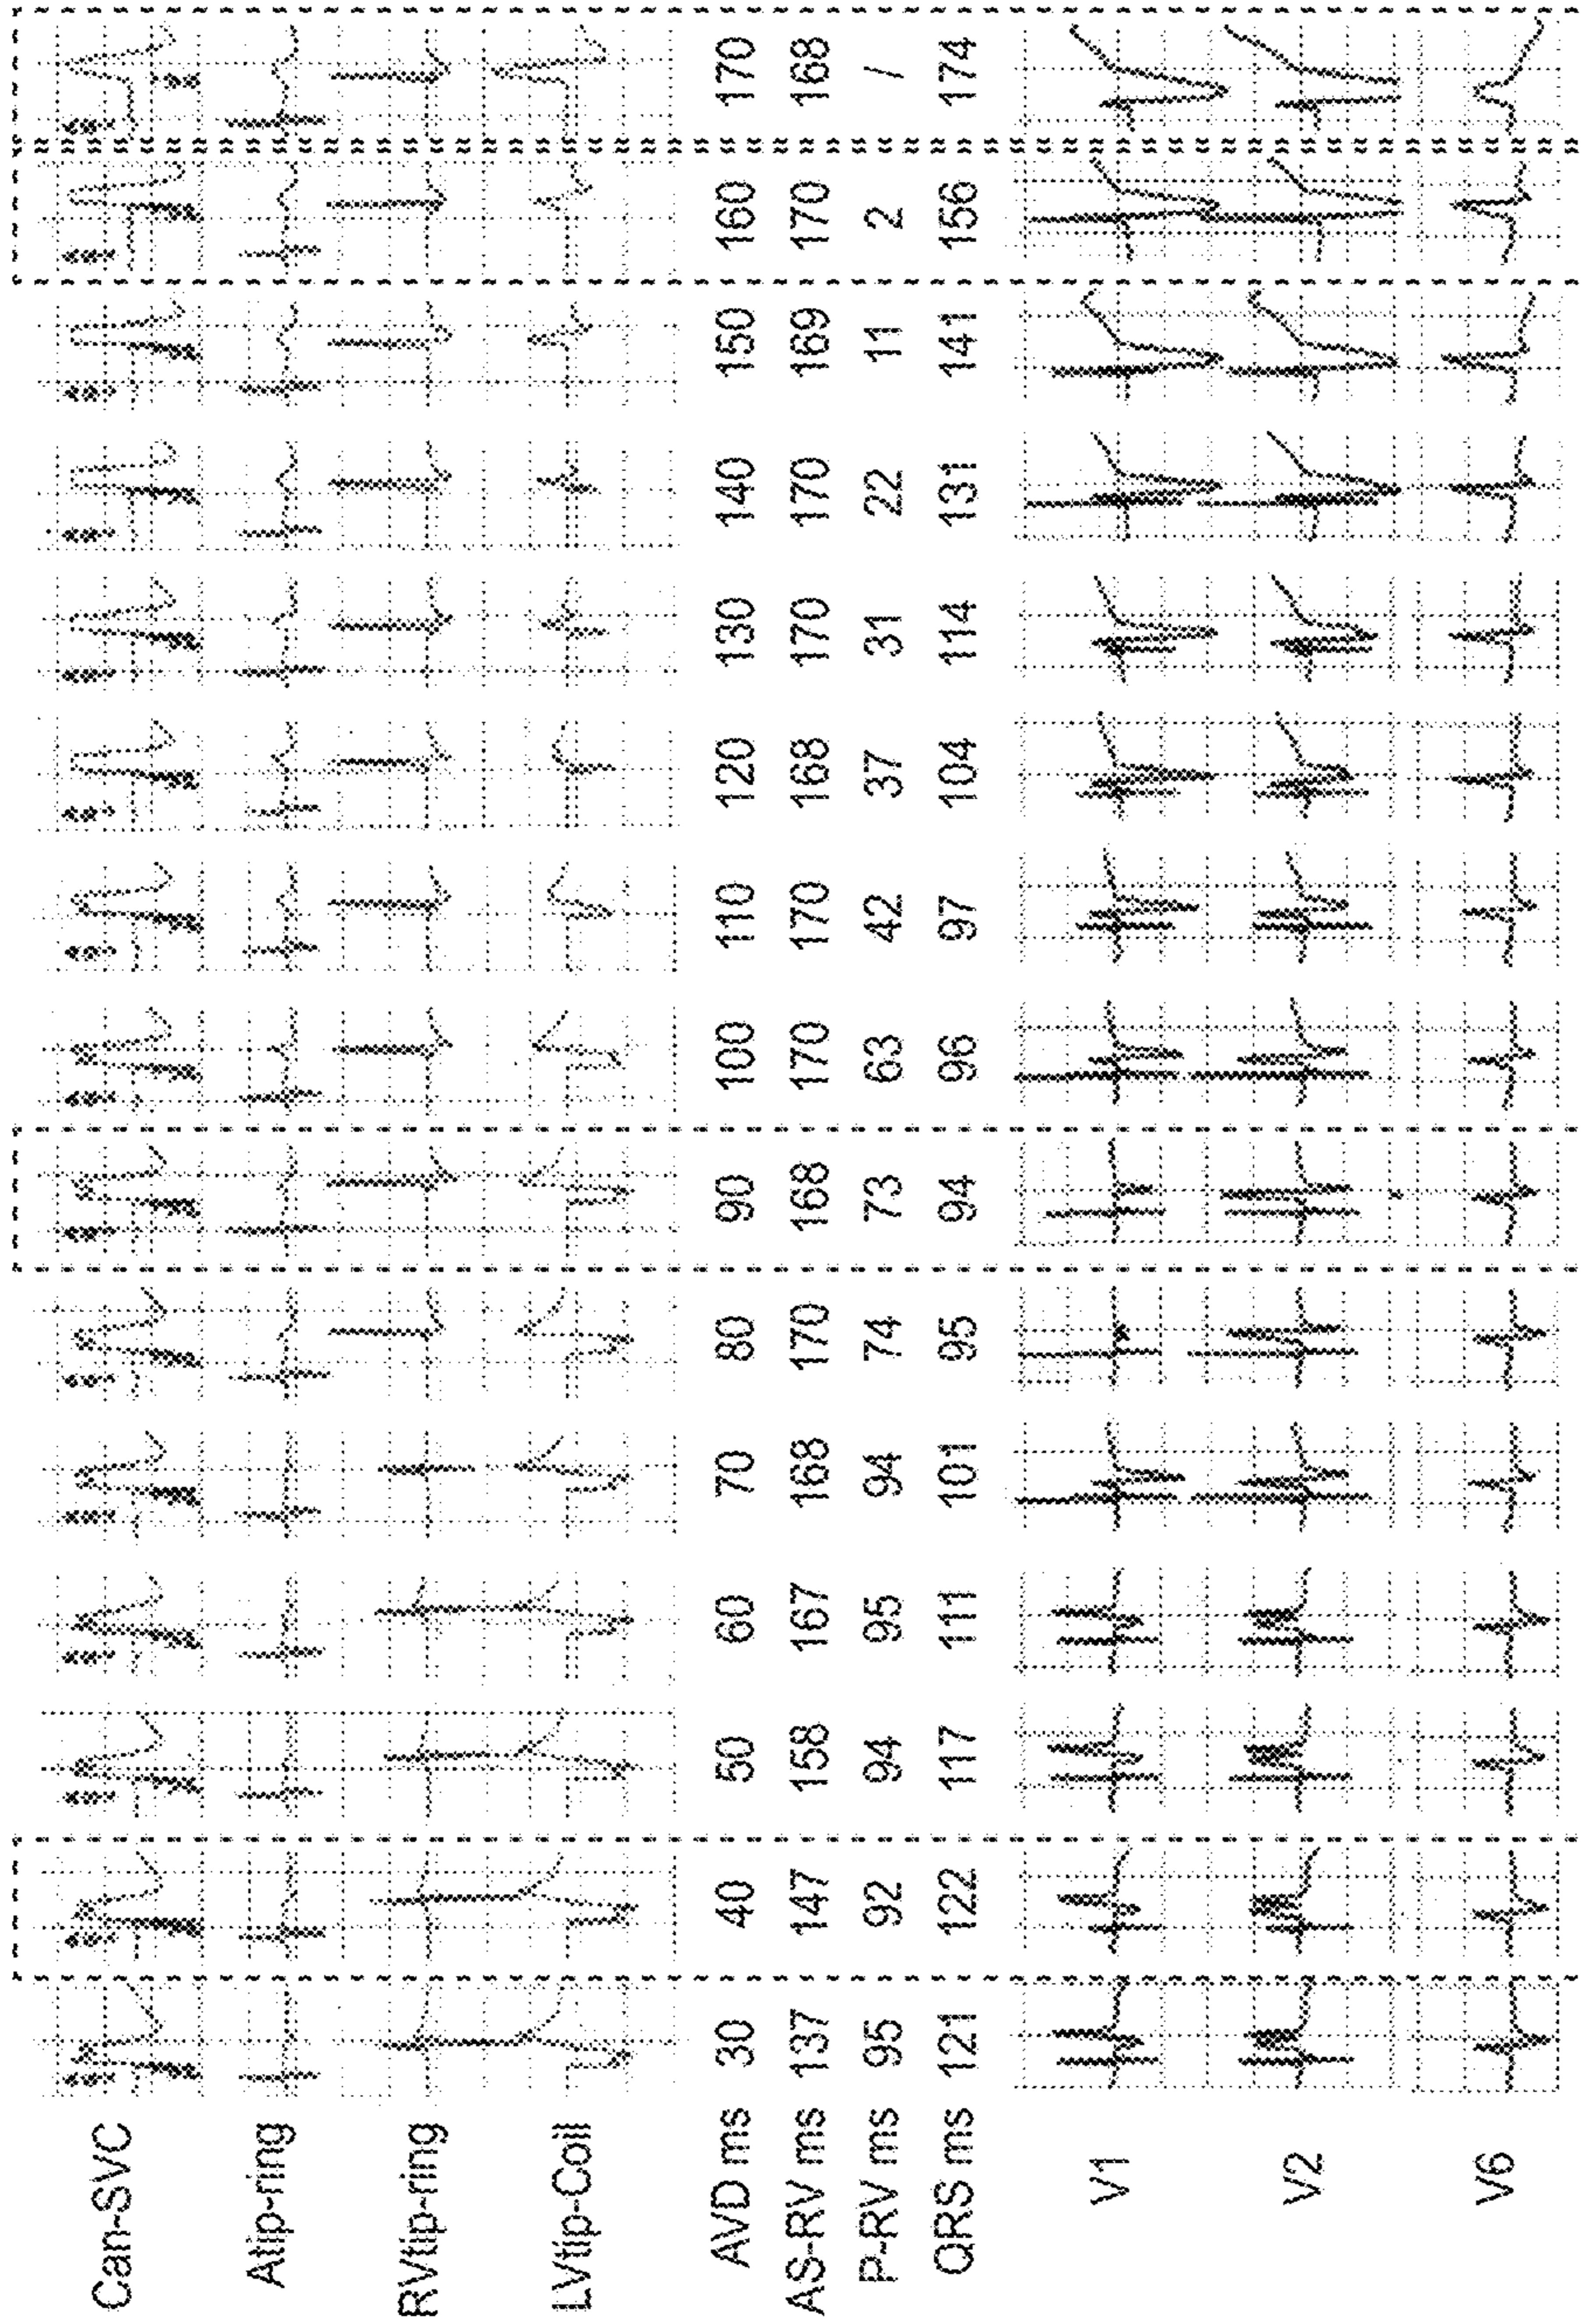 Can-SVC
Atip-ring
RVtip-ring
LVtip-Coil
AVD ms 30 40 50 60 70 80 90 100 110 120 130 140 150 160 170
AS-RV ms 137 147 158 167 168 170 168 170 170 168 170 170 169 170 168
P-RV ms 95 92 94 95 94 74 73 63 42 37 31 22 11 2 /
QRS ms 121 122 117 111 101 95 94 96 97 104 114 131 141 156 174
V1
V2
V6